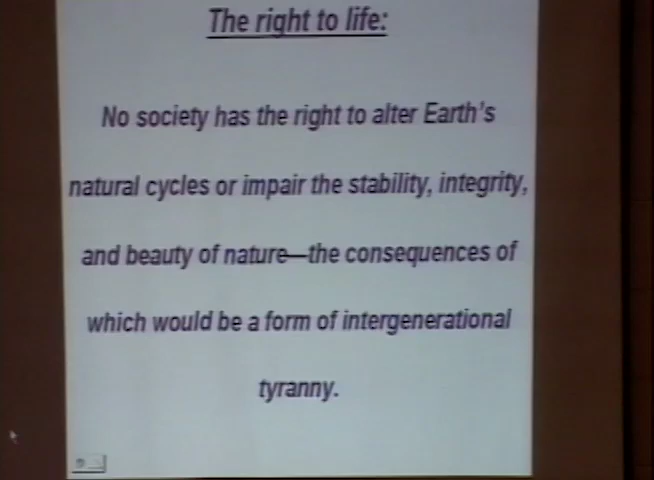 The right to life:
No society has the right to alter Earth's
natural cycles or impair the stability, integrity,
and beauty of nature—the consequences of
which would be a form of intergenerational
tyranny.